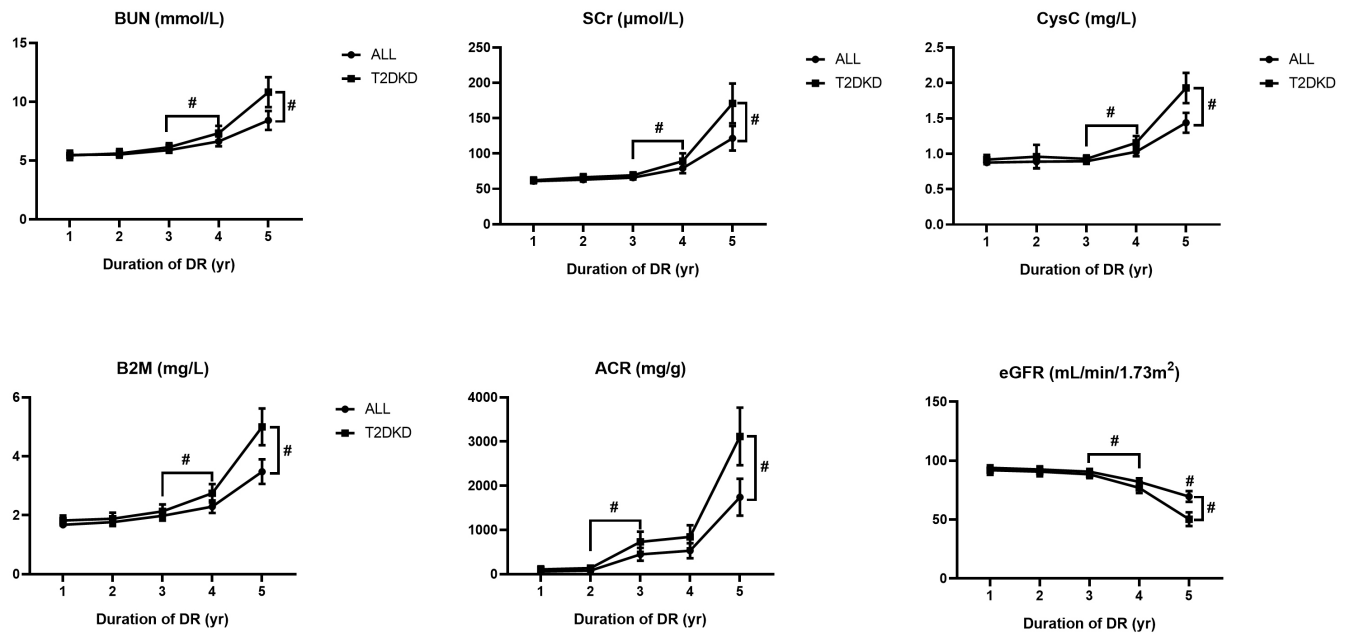 BUN (mmol/L)
15
10
5
0
1 2 3 4 5
Duration of DR (yr)
#
#
ALL
T2DKD
SCr (μmol/L)
250
200
150
100
50
0
1 2 3 4 5
Duration of DR (yr)
#
#
ALL
T2DKD
CysC (mg/L)
2.5
2.0
1.5
1.0
0.5
0.0
1 2 3 4 5
Duration of DR (yr)
#
#
ALL
T2DKD
B2M (mg/L)
6
4
2
0
1 2 3 4 5
Duration of DR (yr)
#
#
ALL
T2DKD
ACR (mg/g)
4000
3000
2000
1000
0
1 2 3 4 5
Duration of DR (yr)
#
#
eGFR (mL/min/1.73m²)
150
100
50
0
1 2 3 4 5
Duration of DR (yr)
#
#
#